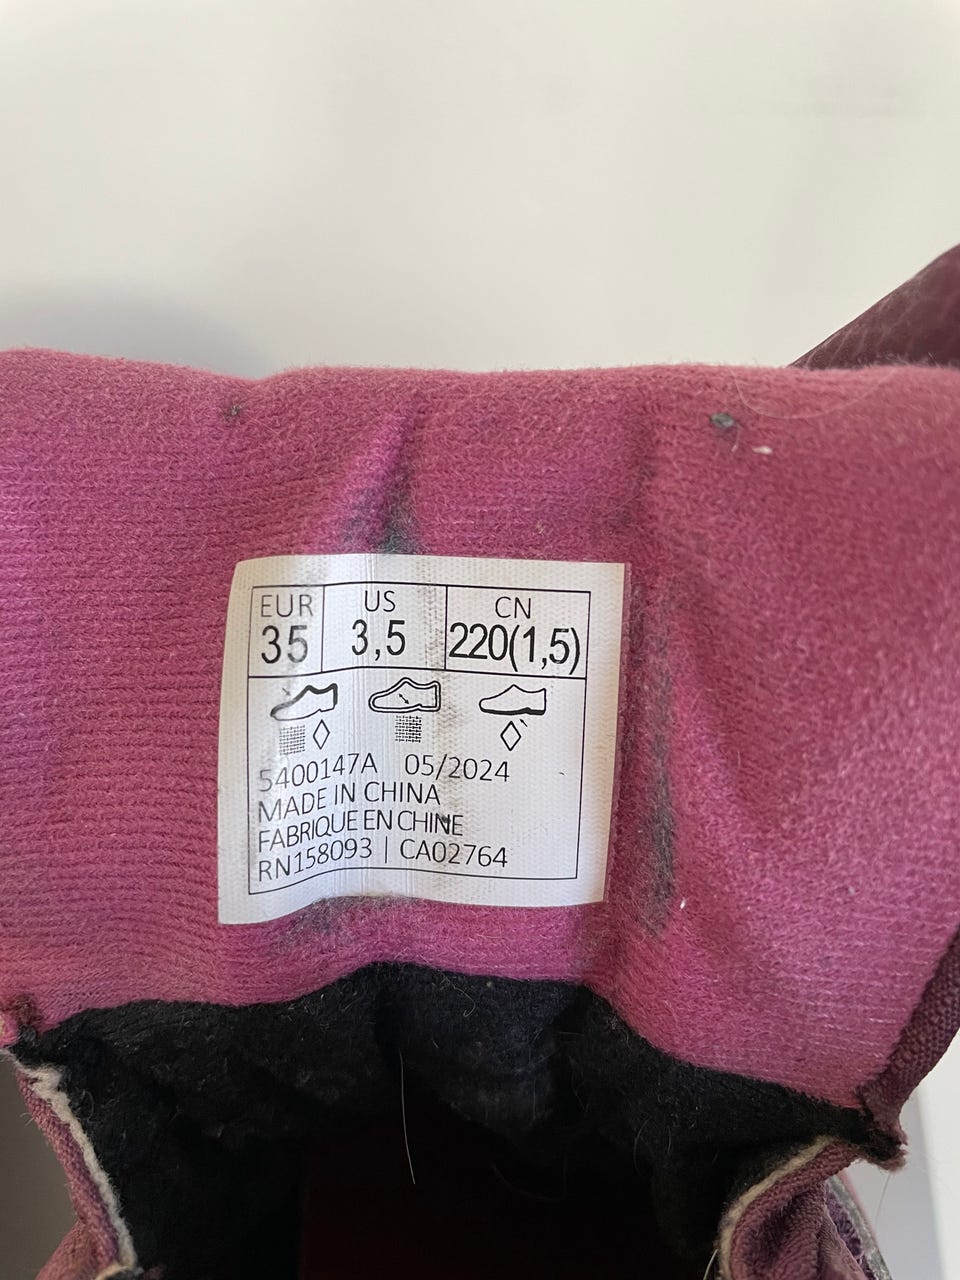 EUR US CN
35 3,5 220(1,5)
5400147A 05/2024
MADE IN CHINA
FABRIQUE EN CHINE
RN158093 | CA02764